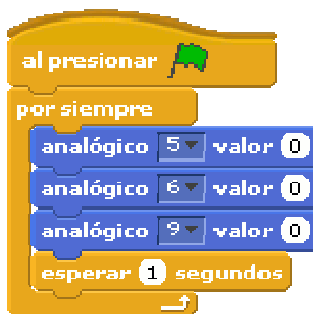 al presionar
por siempre
analógico 5 valor 0
analógico 6 valor 0
analógico 9 valor 0
esperar 1 segundos